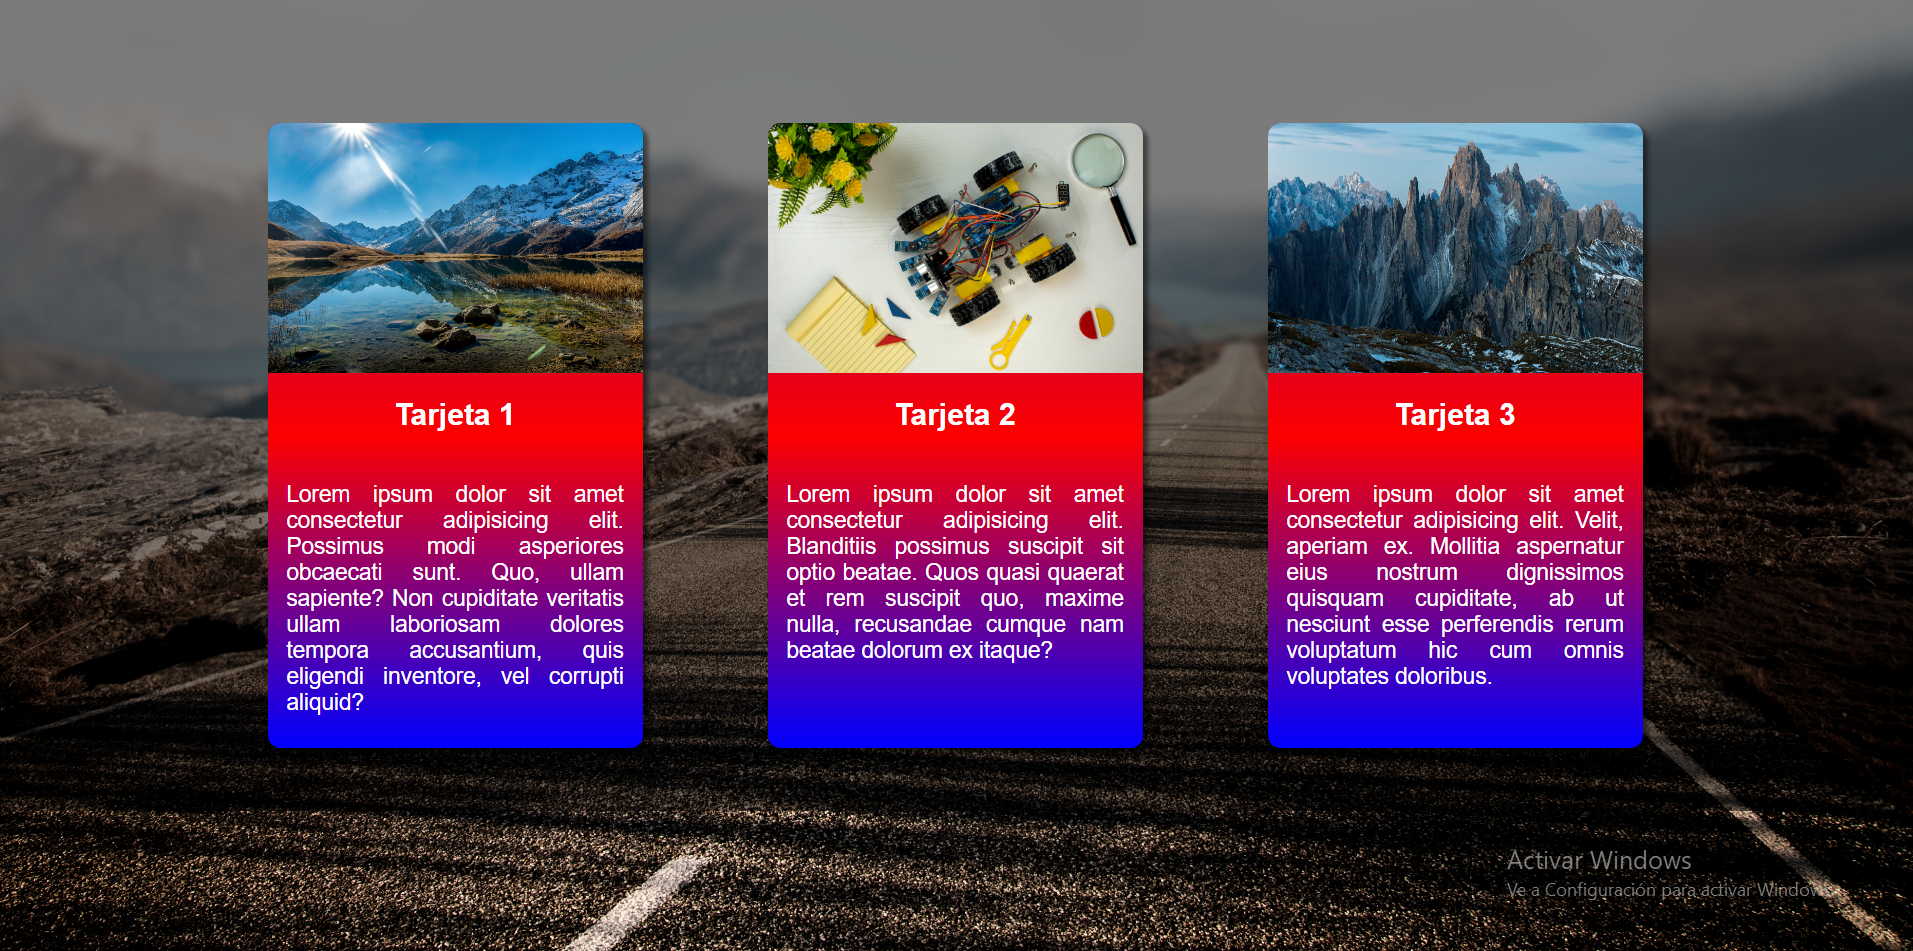 Tarjeta 1
Lorem ipsum dolor sit amet
consectetur adipisicing elit.
Possimus modi asperiores
obcaecati sunt. Quo, ullam
sapiente? Non cupiditate veritatis
ullam laboriosam dolores
tempora accusantium, quis
eligendi inventore, vel corrupti
aliquid?
Tarjeta 2
Lorem ipsum dolor sit amet
consectetur adipisicing elit.
Blanditiis possimus suscipit sit
optio beatae. Quos quasi quaerat
et rem suscipit quo, maxime
nulla, recusandae cumque nam
beatae dolorum ex itaque?
Tarjeta 3
Lorem ipsum dolor sit amet
consectetur adipisicing elit. Velit,
aperiam ex. Mollitia aspernatur
eius nostrum dignissimos
quisquam cupiditate, ab ut
nesciunt esse perferendis rerum
voluptatum hic cum omnis
voluptates doloribus.
Activar Windows
Ve a Configuración para activar Windows.